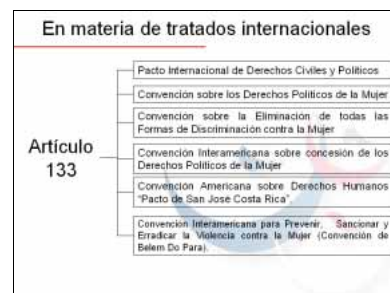 En materia de tratados internacionales
Artículo
133
Pacto Internacional de Derechos Civiles y Políticos
Convención sobre los Derechos Políticos de la Mujer
Convención sobre la Eliminación de todas las
Formas de Discriminación contra la Mujer
Convención Interamericana sobre concesión de los
Derechos Políticos de la Mujer
Convención Americana sobre Derechos Humanos
"Pacto de San José Costa Rica".
Convención Interamericana para Prevenir, Sancionar y
Erradicar la Violencia contra la Mujer (Convención de
Belem Do Para).